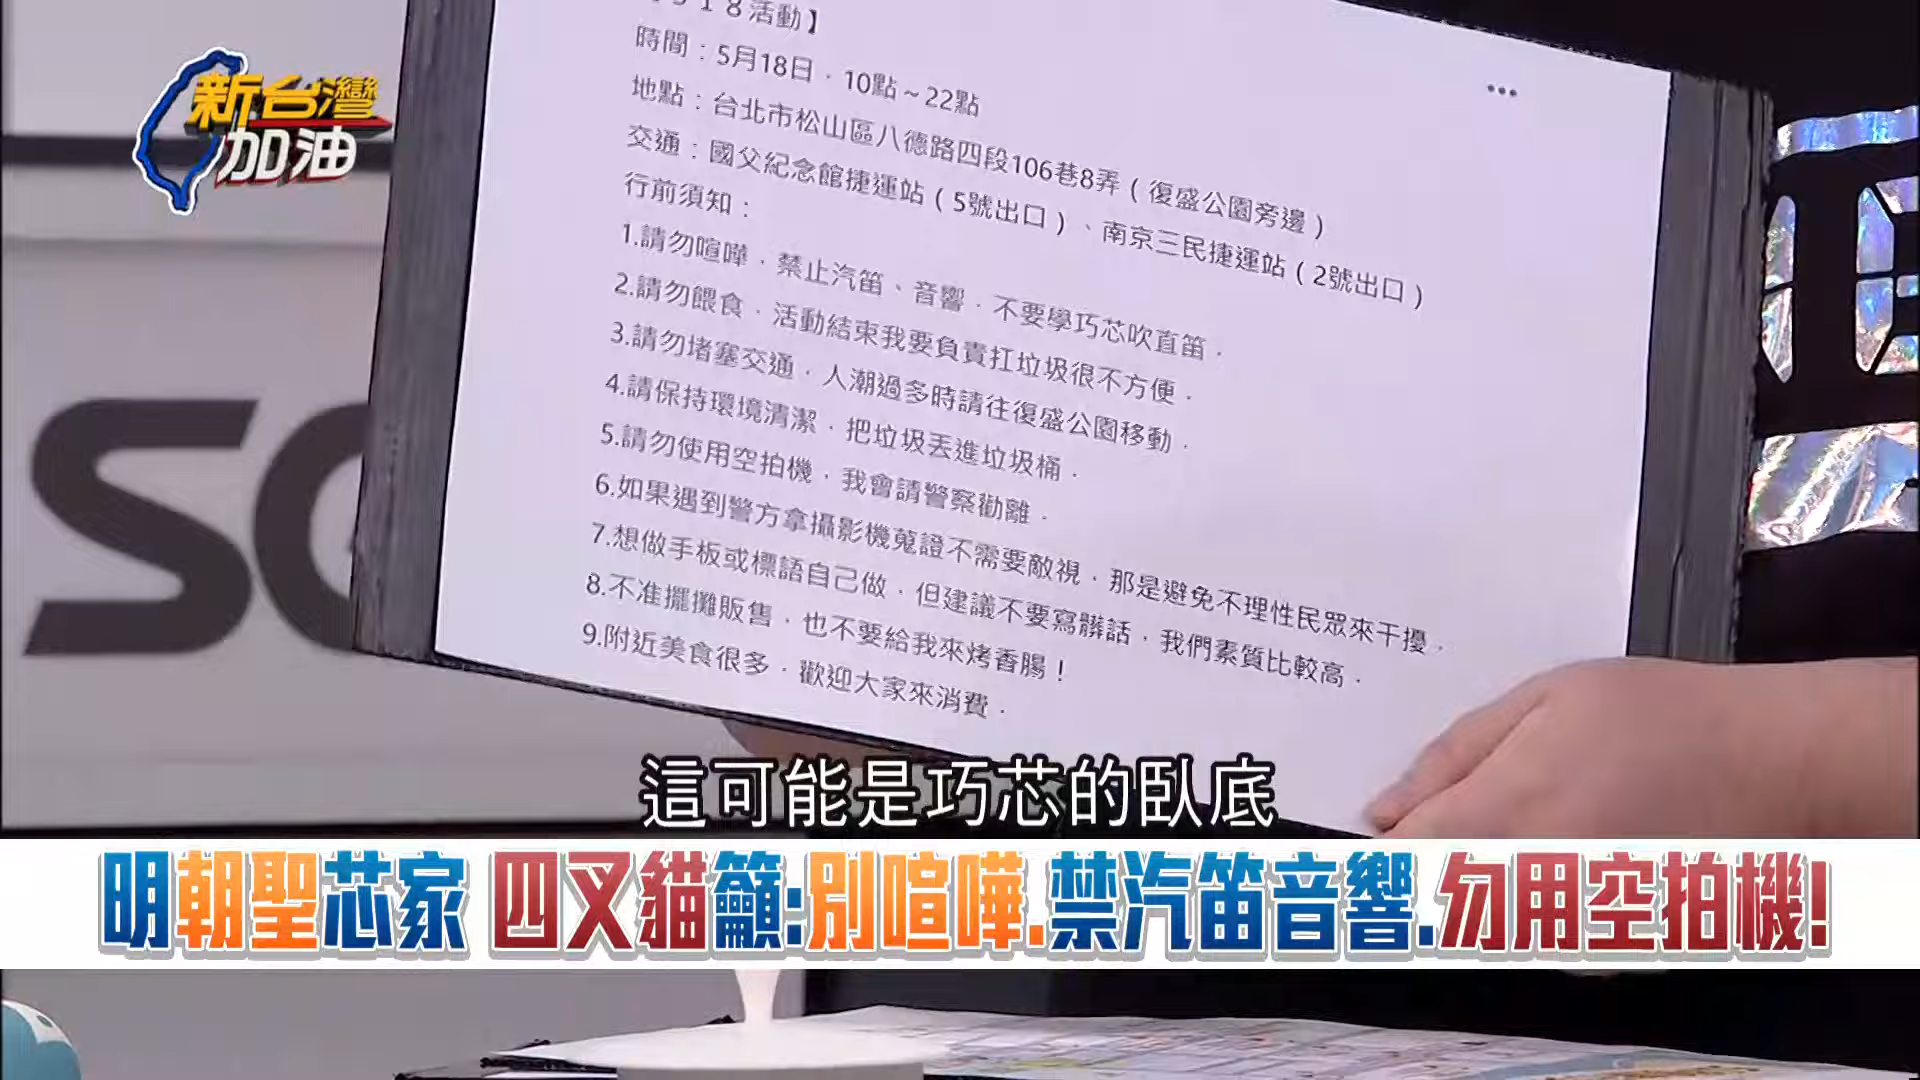 518活動】
時間：5月18日．10點～22點
地點：台北市松山區八德路四段106巷8弄（復盛公園旁邊）
交通：國父紀念館捷運站（5號出口）、南京三民捷運站（2號出口）
行前須知：
1.請勿喧嘩．禁止汽笛、音響．不要學巧芯吹直笛．
2.請勿餵食．活動結束我要負責扛垃圾很不方便．
3.請勿堵塞交通．人潮過多時請往復盛公園移動．
4.請保持環境清潔．把垃圾丟進垃圾桶．
5.請勿使用空拍機．我會請警察勸離．
6.如果遇到警方拿攝影機蒐證不需要敵視．那是避免不理性民眾來干擾．
7.想做手板或標語自己做．但建議不要寫髒話．我們素質比較高．
8.不准擺攤販售．也不要給我來烤香腸！
9.附近美食很多．歡迎大家來消費．
新台灣
加油
這可能是巧芯的臥底
明朝聖芯家 四叉貓籲:別喧嘩.禁汽笛音響.勿用空拍機!